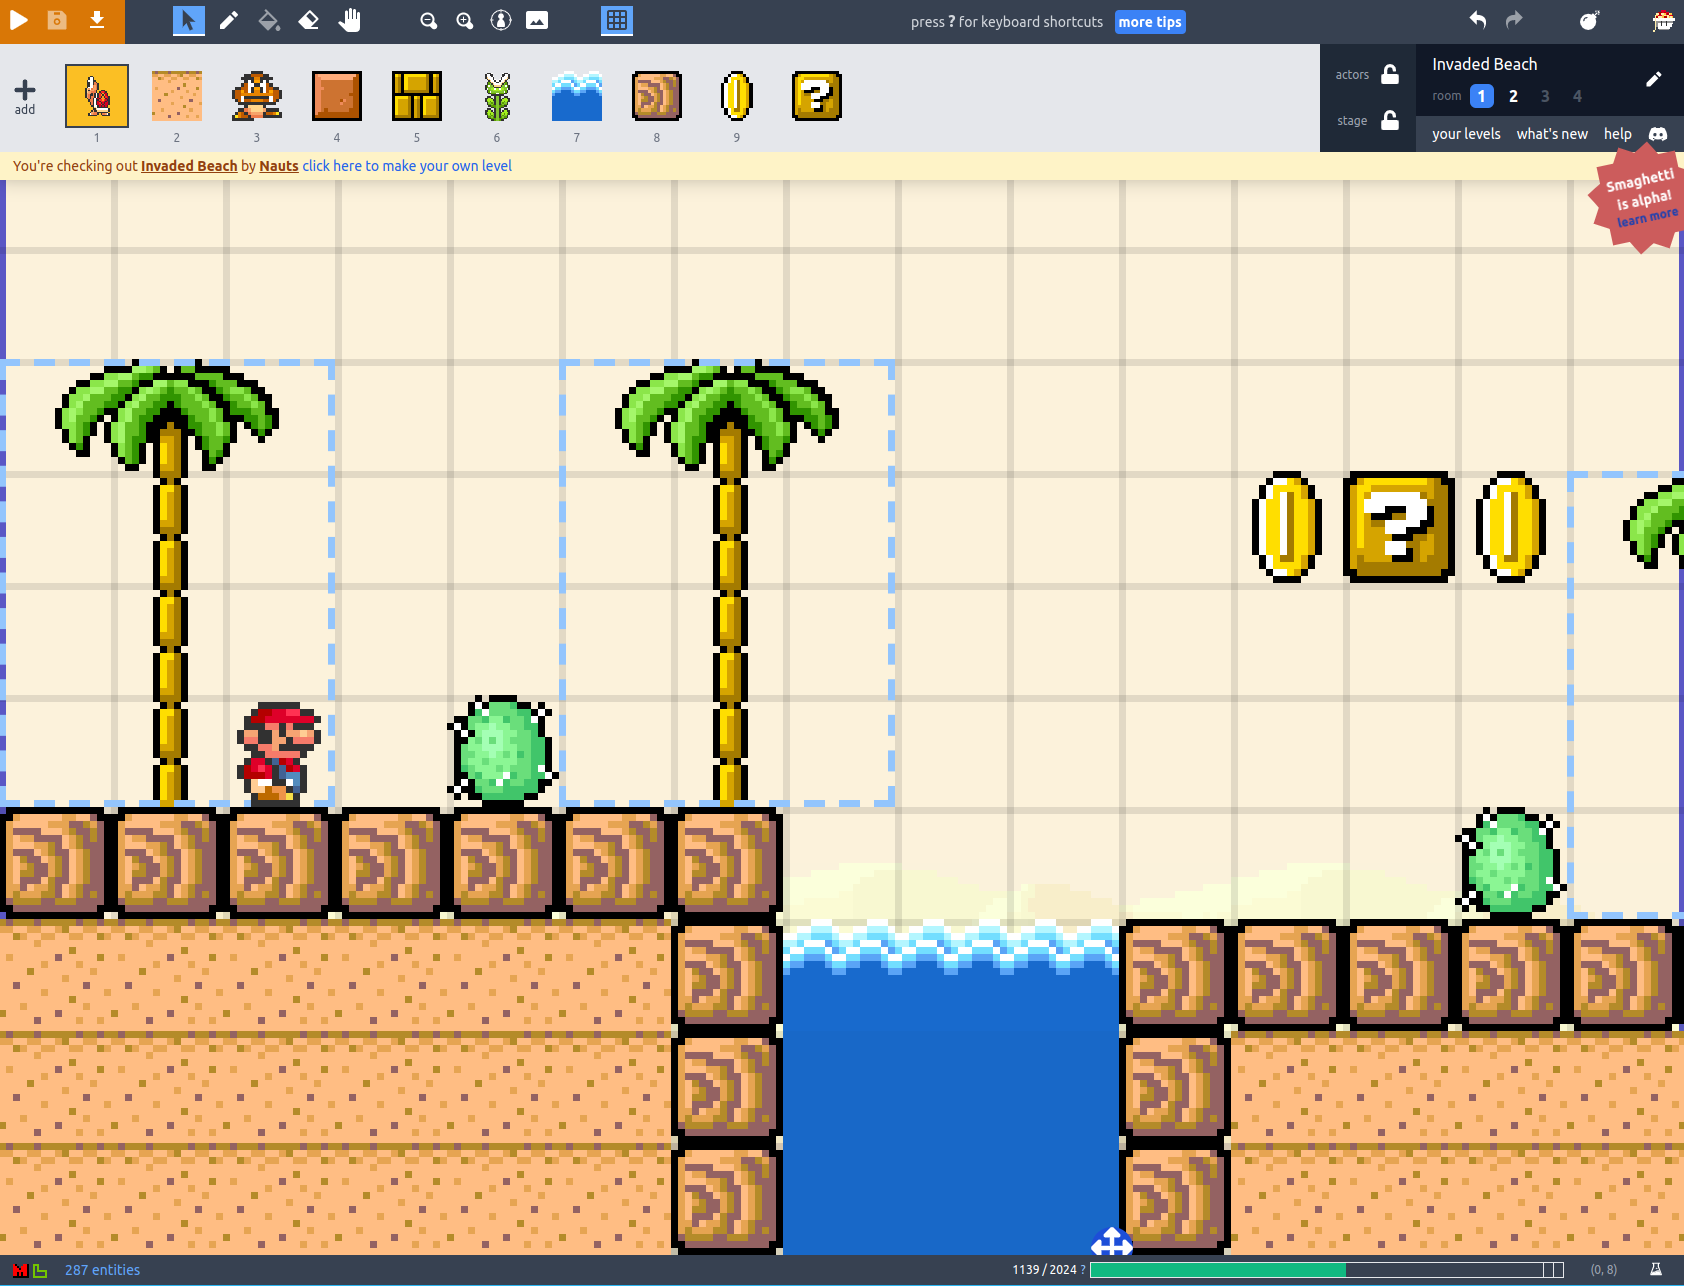 press ? for keyboard shortcuts more tips
add
1
2
3
4
5
6
7
8
9
?
actors
stage
Invaded Beach
room 1 2 3 4
your levels what's new help
You're checking out Invaded Beach by Nauts click here to make your own level
Smaghetti
is alpha!
learn more
?
287 entities
1139 / 2024 ?
(0, 8)